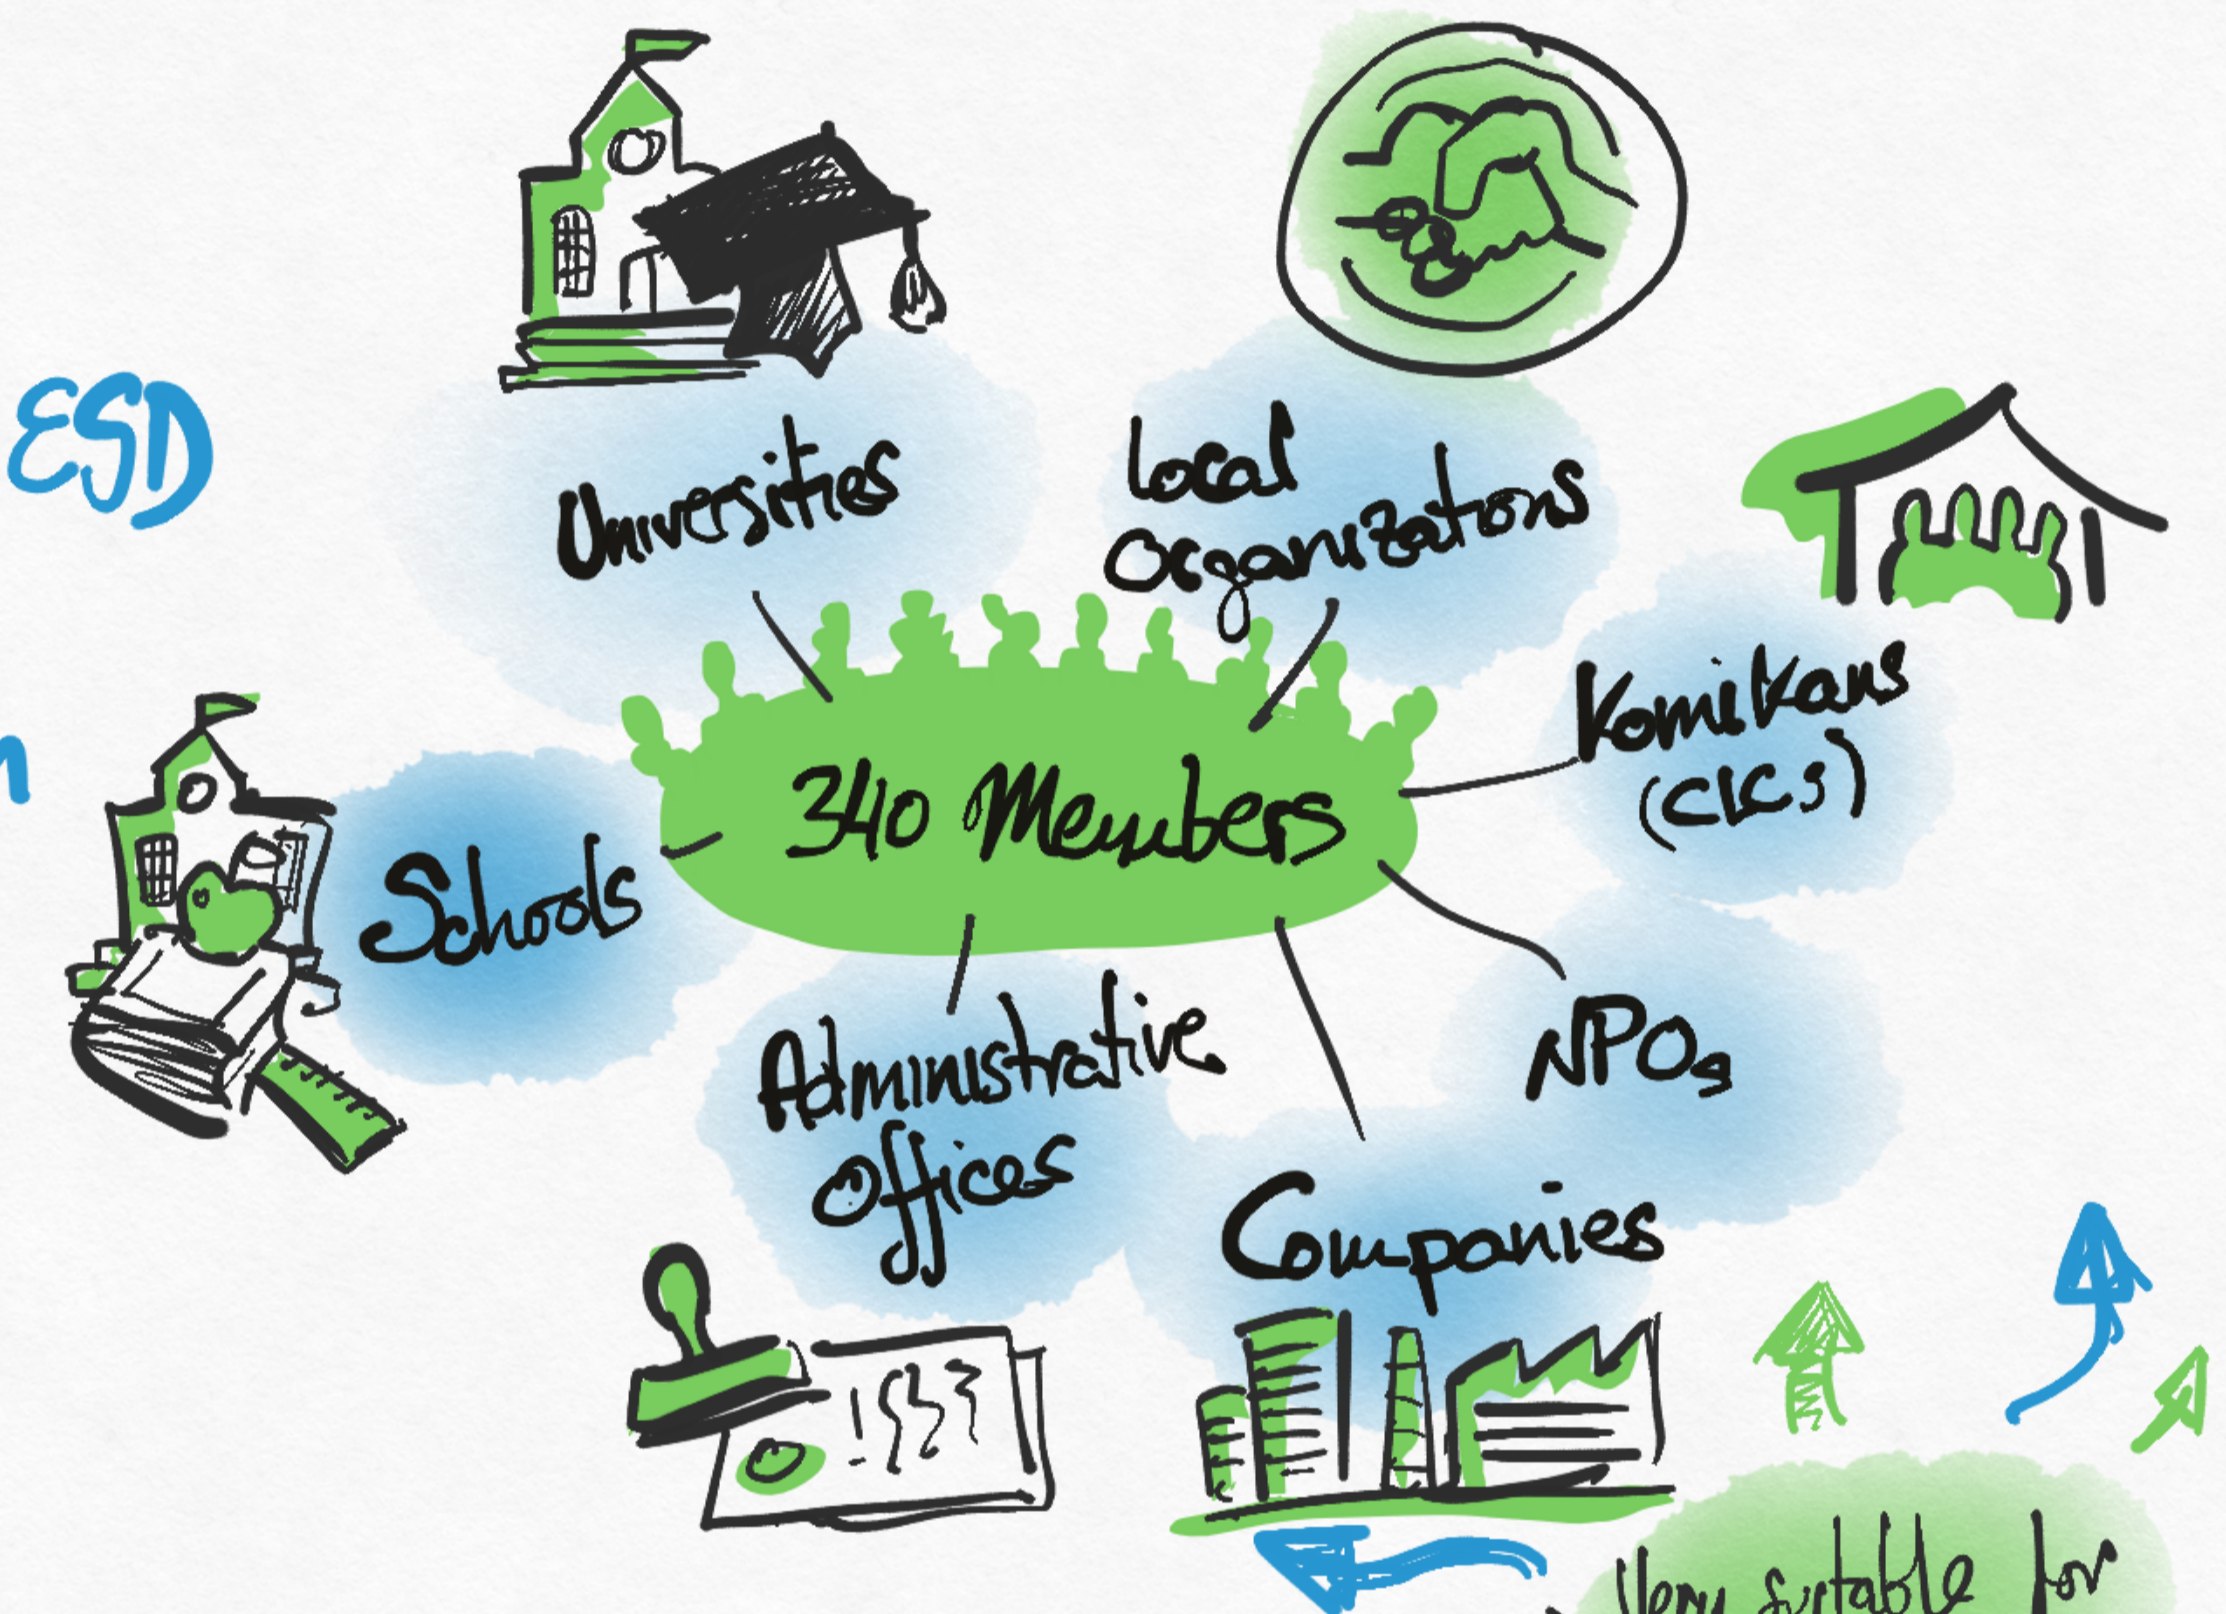 ESD
Universities
Local
Organizations
Komikans
(CLCs)
340 Members
Schools
NPOs
Administrative
Offices
Companies
Very suitable for